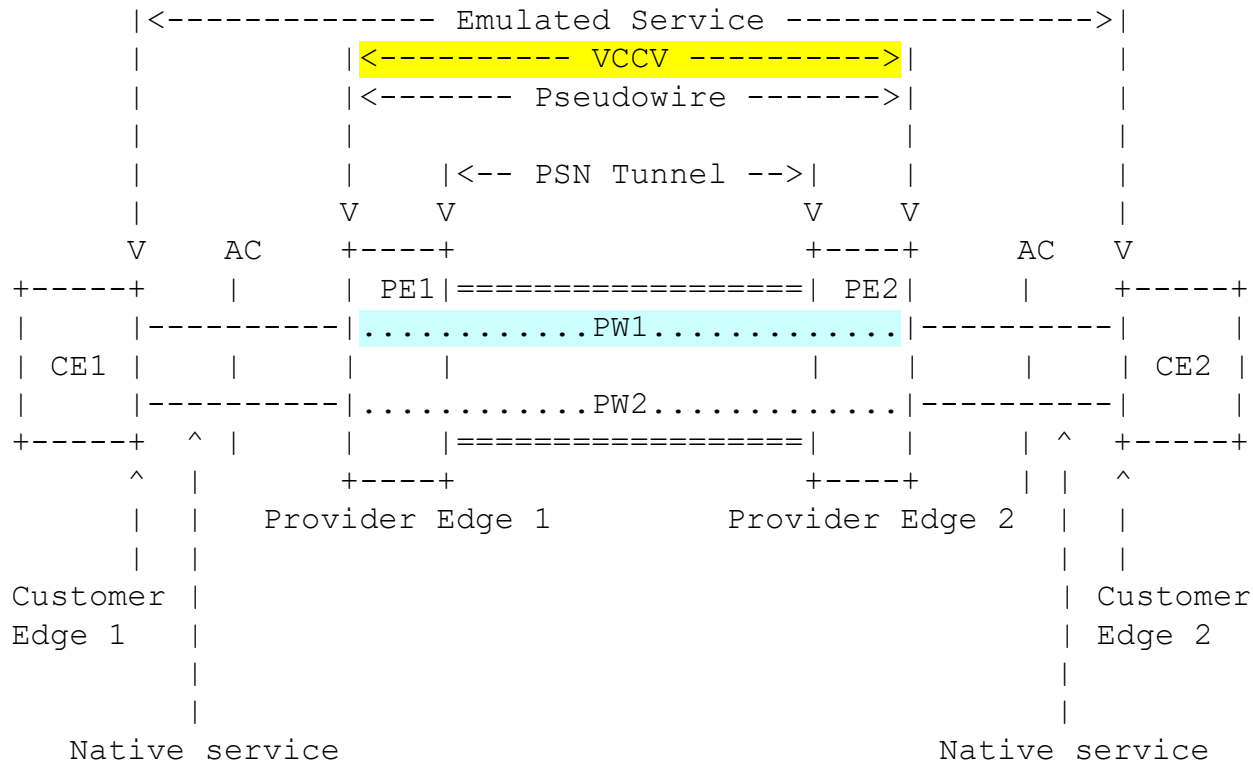 |<-------------- Emulated Service ---------------->|
|          |<---------- VCCV ---------->|          |
|          |<------- Pseudowire ------->|          |
|          |                            |          |
|          |    |<-- PSN Tunnel -->|    |          |
|          V    V                  V    V          |
V    AC    +----+                  +----+     AC   V
+-----+    |     | PE1|==================| PE2|     |    +-----+
|     |----------|............PW1.............|----------|     |
| CE1 |    |     |    |                  |    |     |    | CE2 |
|     |----------|............PW2.............|----------|     |
+-----+  ^ |     |    |==================|    |     | ^  +-----+
^  |       +----+                  +----+     | |  ^
|  |   Provider Edge 1         Provider Edge 2  |  |
|  |                                            |  |
Customer |                                            | Customer
Edge 1   |                                            | Edge 2
|                                            |
|                                            |
Native service                               Native service